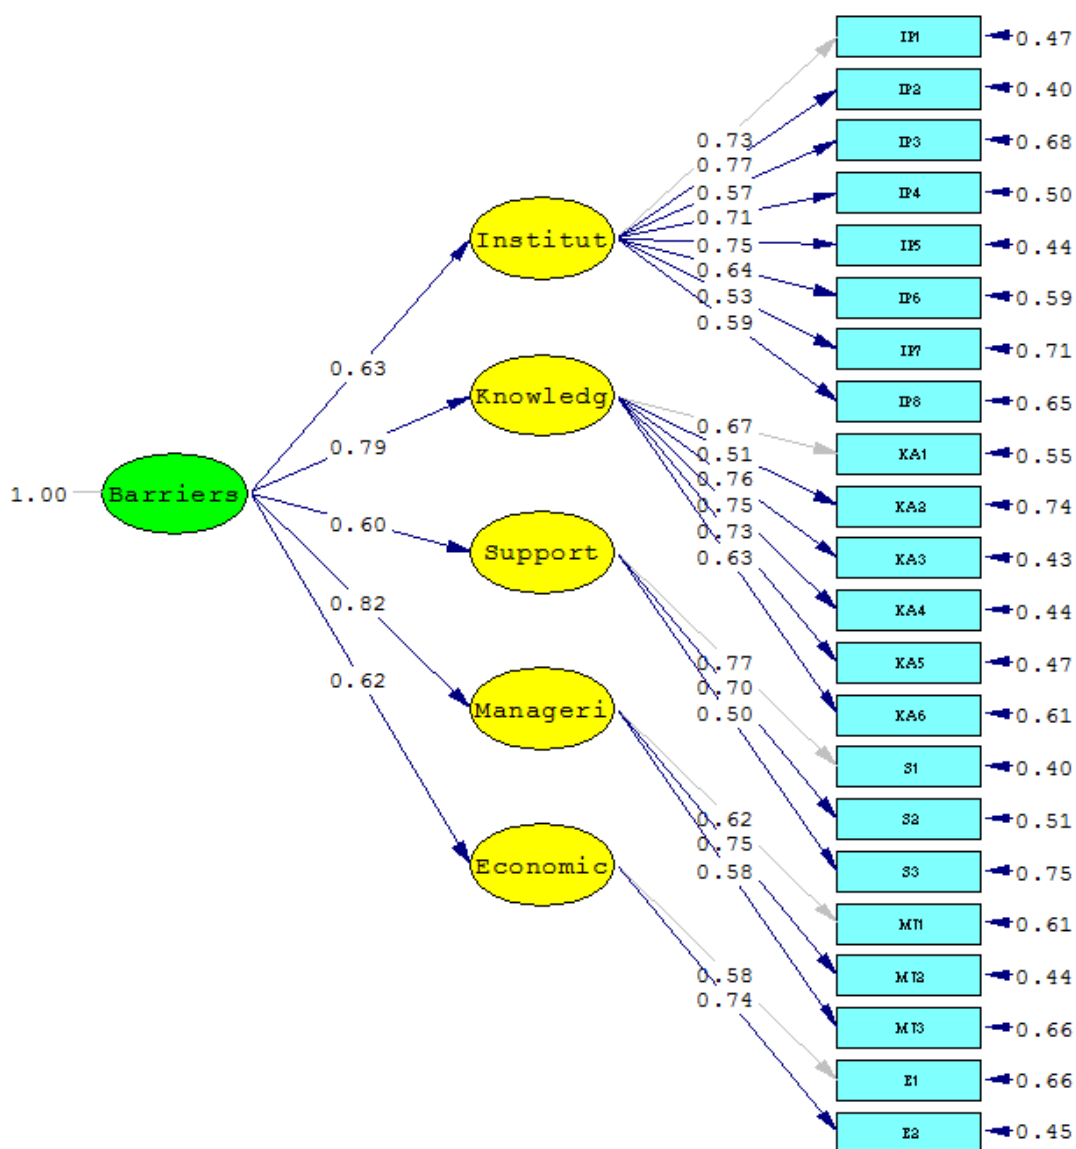 IP1
0.47
IP2
0.40
IP3
0.68
0.73
0.77
0.57
IP4
0.50
0.71
Institut
0.75
IP5
0.44
0.64
IP6
0.59
0.53
0.59
IP7
0.71
0.63
Knowledg
IP8
0.65
0.67
0.79
0.51
KA1
0.55
0.76
1.00
Barriers
0.75
KA2
0.74
0.60
0.73
Support
0.63
KA3
0.43
0.82
KA4
0.44
0.77
KA5
0.47
0.62
0.70
Manageri
0.50
KA6
0.61
S1
0.40
0.62
S2
0.51
0.75
Economic
0.58
S3
0.75
MU1
0.61
0.58
MU2
0.44
0.74
MU3
0.66
E1
0.66
E2
0.45